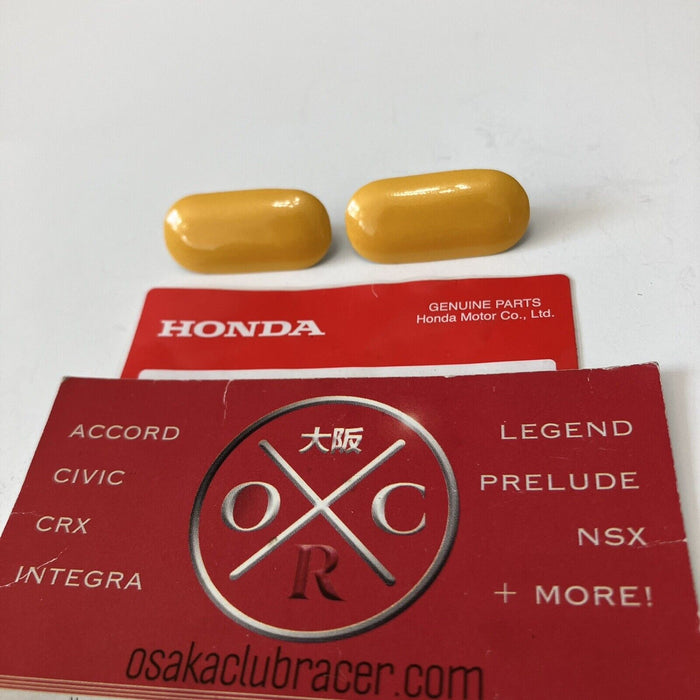 HONDA
GENUINE PARTS
Honda Motor Co., Ltd.
ACCORD
CIVIC
CRX
INTEGRA
大阪
O C
R
LEGEND
PRELUDE
NSX
+ MORE!
osakaclubracer.com